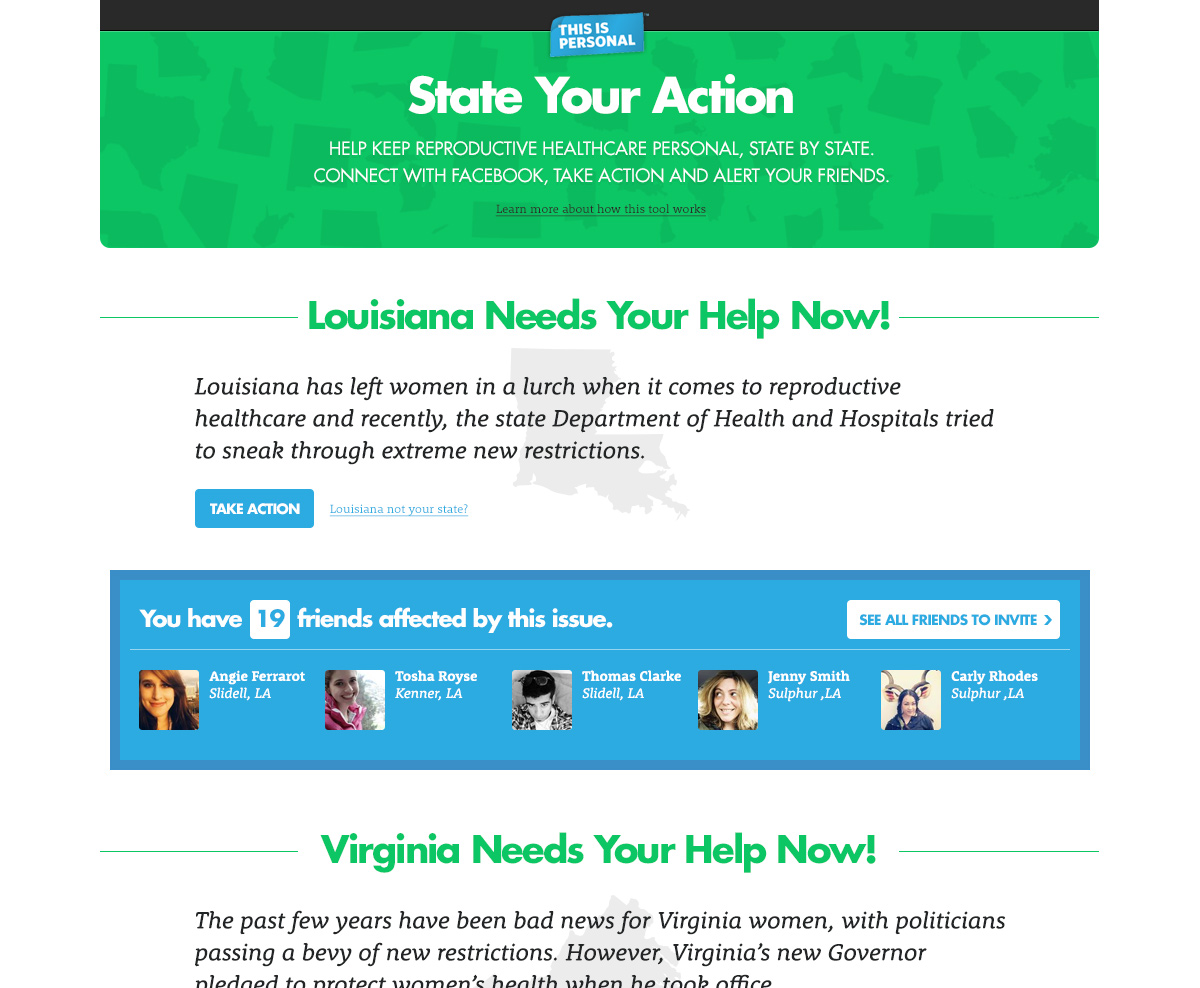 THIS IS
PERSONAL
™
State Your Action
HELP KEEP REPRODUCTIVE HEALTHCARE PERSONAL, STATE BY STATE.
CONNECT WITH FACEBOOK, TAKE ACTION AND ALERT YOUR FRIENDS.
Learn more about how this tool works
Louisiana Needs Your Help Now!
Louisiana has left women in a lurch when it comes to reproductive
healthcare and recently, the state Department of Health and Hospitals tried
to sneak through extreme new restrictions.
TAKE ACTION
Louisiana not your state?
You have 19 friends affected by this issue.
SEE ALL FRIENDS TO INVITE >
Angie Ferrarot
Slidell, LA
Tosha Royse
Kenner, LA
Thomas Clarke
Slidell, LA
Jenny Smith
Sulphur ,LA
Carly Rhodes
Sulphur ,LA
Virginia Needs Your Help Now!
The past few years have been bad news for Virginia women, with politicians
passing a bevy of new restrictions. However, Virginia’s new Governor
pledged to protect women’s health when he took office